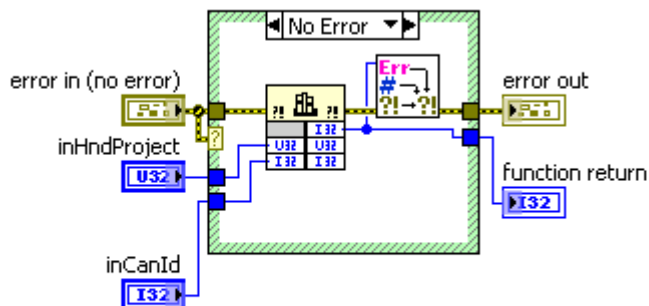 No Error
error in (no error)
Err
#
?! → ?!
error out
?! ?!
?
I32
inHndProject
U32 U32
I32 I32
U32
function return
I32
inCanId
I32